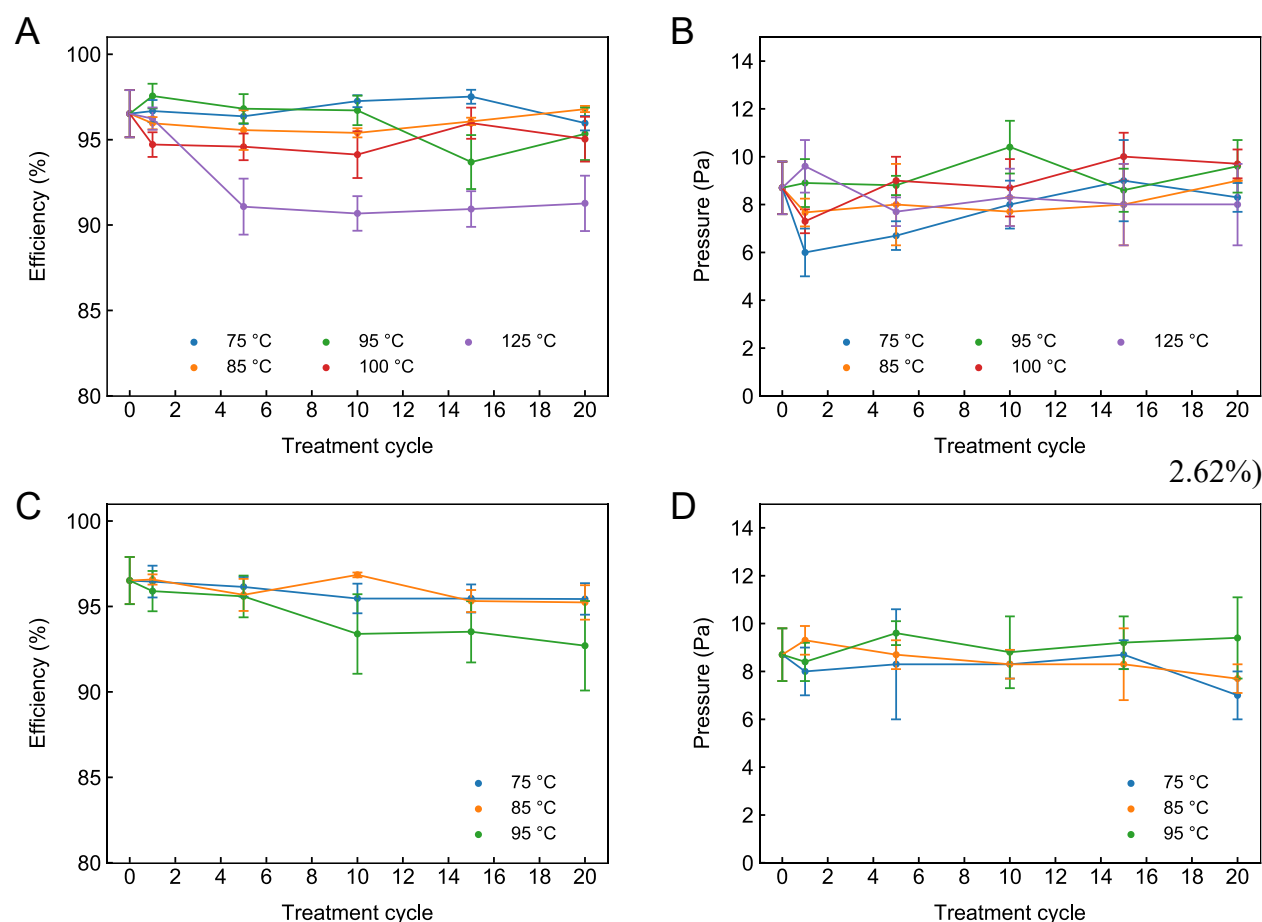 A
Efficiency (%)
100
95
90
85
80
75 °C
95 °C
125 °C
85 °C
100 °C
0 2 4 6 8 10 12 14 16 18 20
Treatment cycle
B
Pressure (Pa)
14
12
10
8
6
4
2
0
75 °C
95 °C
125 °C
85 °C
100 °C
0 2 4 6 8 10 12 14 16 18 20
Treatment cycle
2.62%)
C
Efficiency (%)
100
95
90
85
80
75 °C
85 °C
95 °C
0 2 4 6 8 10 12 14 16 18 20
Treatment cycle
D
Pressure (Pa)
14
12
10
8
6
4
2
0
75 °C
85 °C
95 °C
0 2 4 6 8 10 12 14 16 18 20
Treatment cycle